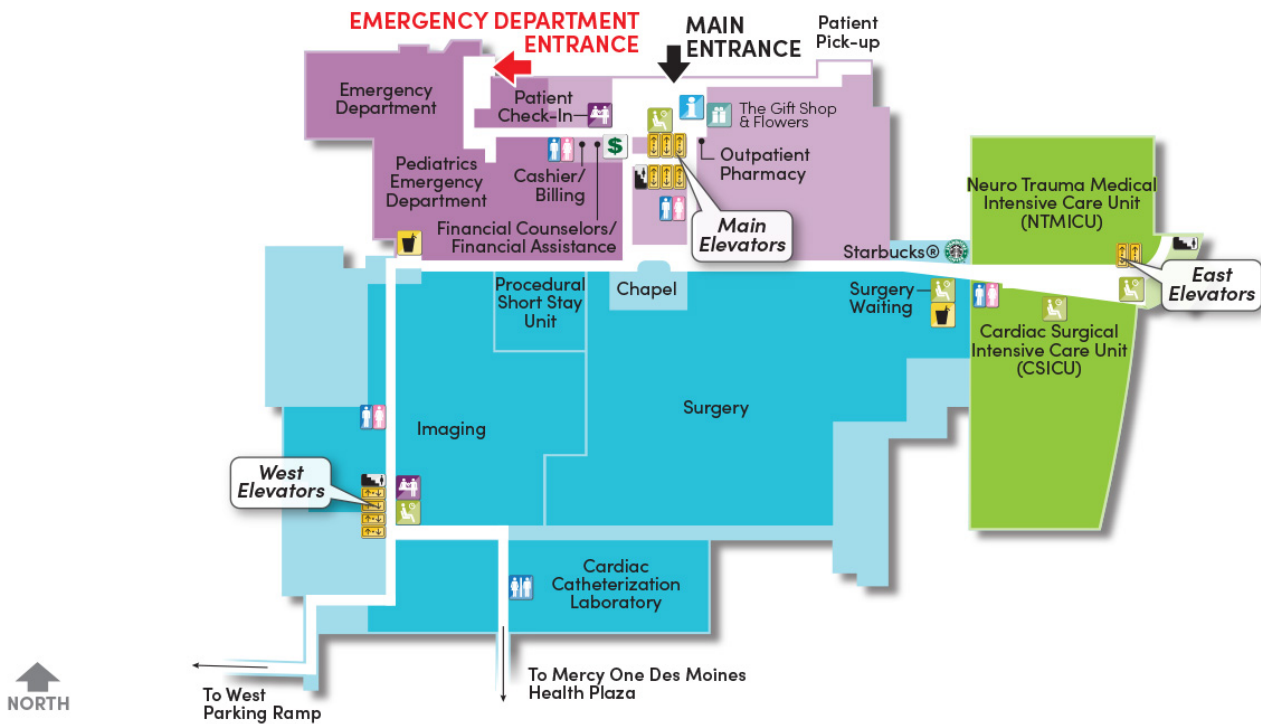 EMERGENCY DEPARTMENT
ENTRANCE
MAIN
ENTRANCE
Patient
Pick-up
Emergency
Department
Patient
Check-In
The Gift Shop
& Flowers
Pediatrics
Emergency
Department
$
Cashier/
Billing
Outpatient
Pharmacy
Financial Counselors/
Financial Assistance
Main
Elevators
Neuro Trauma Medical
Intensive Care Unit
(NTMICU)
Starbucks®
East
Elevators
Procedural
Short Stay
Unit
Chapel
Surgery
Waiting
Cardiac Surgical
Intensive Care Unit
(CSICU)
Imaging
Surgery
West
Elevators
Cardiac
Catheterization
Laboratory
NORTH
To West
Parking Ramp
To Mercy One Des Moines
Health Plaza